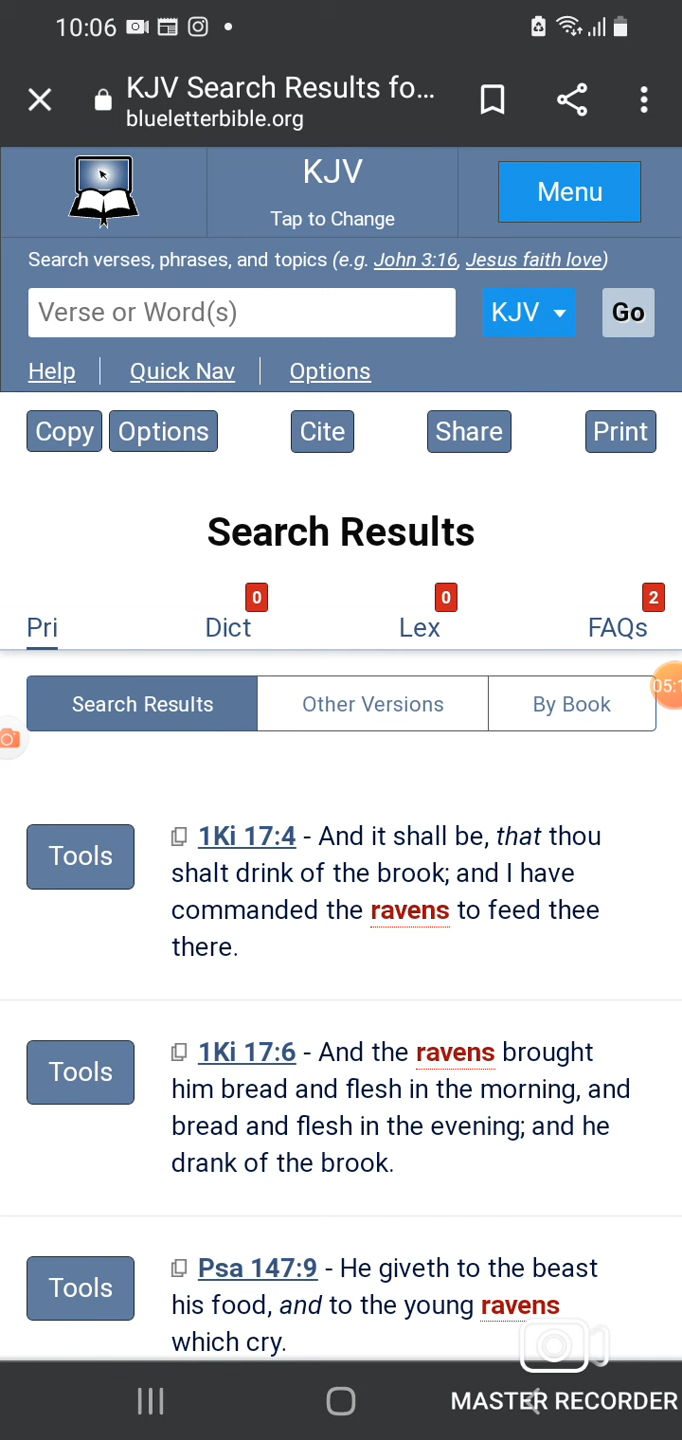 10:06
KJV Search Results fo...
blueletterbible.org
KJV
Tap to Change
Menu
Search verses, phrases, and topics (e.g. John 3:16, Jesus faith love)
Verse or Word(s)
KJV
Go
Help
Quick Nav
Options
Copy
Options
Cite
Share
Print
Search Results
Pri
Dict
0
Lex
0
FAQs
2
Search Results
Other Versions
By Book
Tools
1Ki 17:4 - And it shall be, that thou
shalt drink of the brook; and I have
commanded the ravens to feed thee
there.
Tools
1Ki 17:6 - And the ravens brought
him bread and flesh in the morning, and
bread and flesh in the evening; and he
drank of the brook.
Tools
Psa 147:9 - He giveth to the beast
his food, and to the young ravens
which cry.
MASTER RECORDER